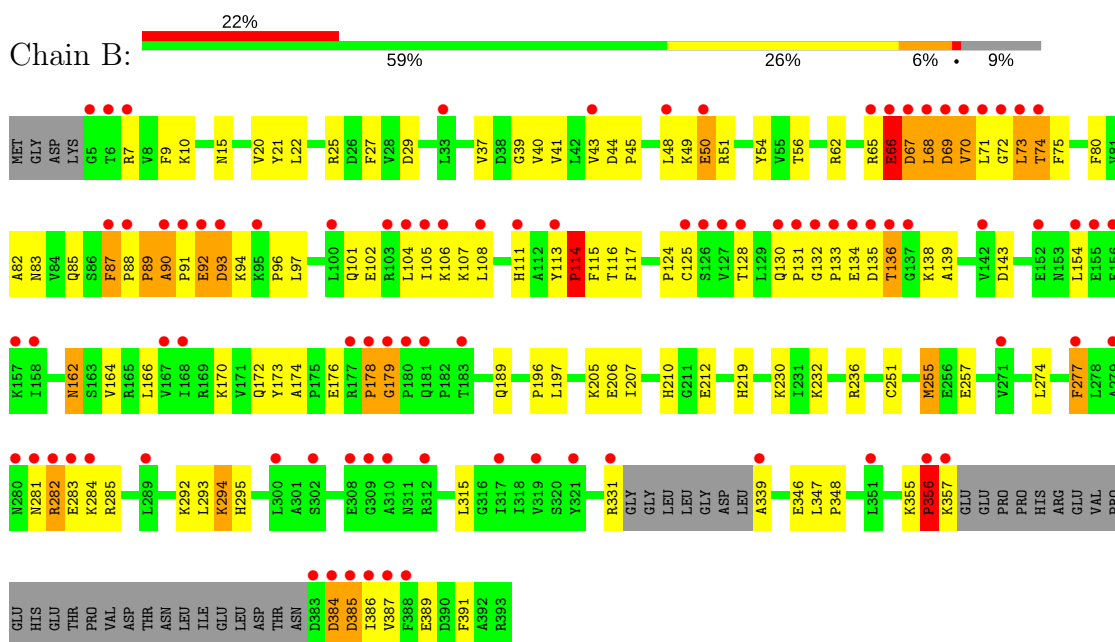 22%
Chain B:
59% 26% 6% • 9%
MET GLY ASP LYS G5 T6 R7 V8 F9 K10 N15 V20 Y21 L22 R25 D26 F27 V28 D29 L33 V37 D38 G39 V40 V41 L42 V43 D44 P45 L48 K49 E50 R51 Y54 V55 T56 R62 R65 E66 D67 L68 D69 V70 L71 G72 L73 T74 F75 F80 V81
A82 N83 V84 Q85 S86 F87 P88 P89 A90 P91 E92 D93 K94 K95 P96 L97 L100 Q101 E102 R103 L104 I105 K106 K107 L108 H111 A112 Y113 P114 F115 T116 F117 P124 C125 S126 V127 T128 L129 Q130 P131 G132 P133 E134 D135 T136 G137 K138 A139 V142 D143 E152 N153 L154 E155 E156
K157 I158 N162 S163 V164 R165 L166 V167 I168 R169 K170 V171 Q172 Y173 A174 P175 E176 R177 P178 G179 P180 Q181 P182 T183 Q189 P196 L197 K205 E206 I207 H210 G211 E212 H219 K230 I231 K232 R236 C251 M255 E256 E257 V271 L274 F277 L278 A279
N280 N281 R282 E283 K284 R285 L289 K292 L293 K294 H295 L300 A301 S302 E308 G309 A310 N311 R312 L315 G316 I317 I318 V319 S320 Y321 R331 GLY GLY LEU LEU GLY ASP LEU A339 E346 L347 P348 L351 K355 P356 K357 GLU GLU PRO PRO HIS ARG GLU VAL PRO
GLU HIS GLU THR PRO VAL ASP THR ASN LEU ILE GLU LEU ASP THR ASN D383 D384 D385 I386 V387 F388 E389 D390 F391 A392 R393